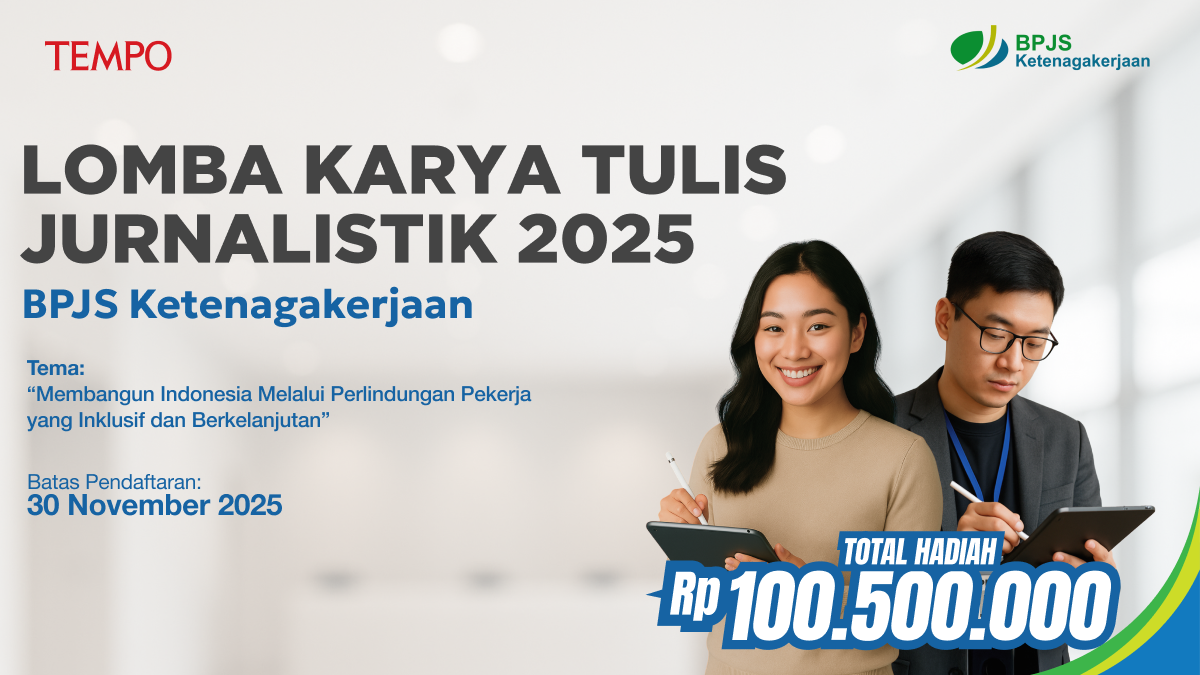 TEMPO
BPJS
Ketenagakerjaan
LOMBA KARYA TULIS
JURNALISTIK 2025
BPJS Ketenagakerjaan
Tema:
“Membangun Indonesia Melalui Perlindungan Pekerja
yang Inklusif dan Berkelanjutan”
Batas Pendaftaran:
30 November 2025
TOTAL HADIAH
Rp 100.500.000